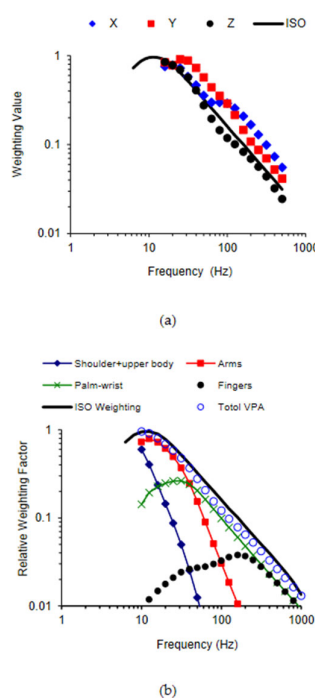 X Y Z ISO
Weighting Value
1
0.1
0.01
1 10 100 1000
Frequency (Hz)
(a)
Shoulder+upper body Arms
Palm-wrist Fingers
ISO Weighting Totol VPA
Relative Weighting Factor
1
0.1
0.01
1 10 100 1000
Frequency (Hz)
(b)